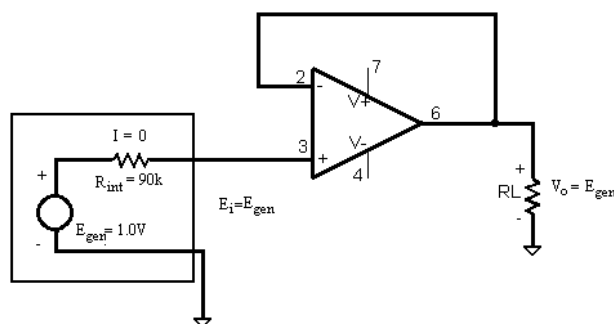 7
2
-
V+
6
I = 0
3
+
V-
4
+
R_int = 90k
+
RL
V_o = E_gen
E_i=E_gen
-
E_gen= 1.0V
-